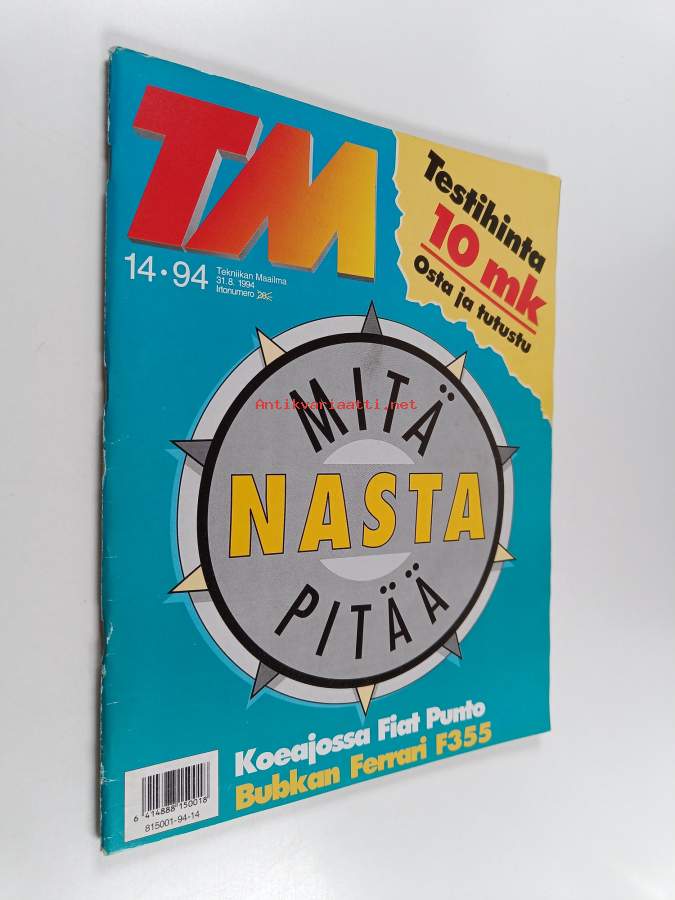 TM
Testihinta
10 mk
Osta ja tutustu
14•94
Tekniikan Maailma
31.8. 1994
Irtonumero
MITÄ
Antikvariaatti.net
NASTA
PITÄÄ
Koeajossa Fiat Punto
Bubkan Ferrari F355
6 414888 150018
815001-94-14